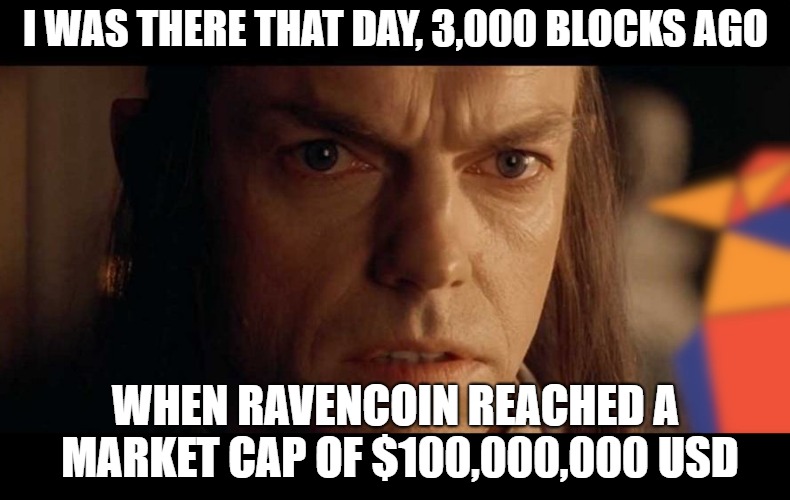 I WAS THERE THAT DAY, 3,000 BLOCKS AGO
WHEN RAVENCOIN REACHED A
MARKET CAP OF $100,000,000 USD